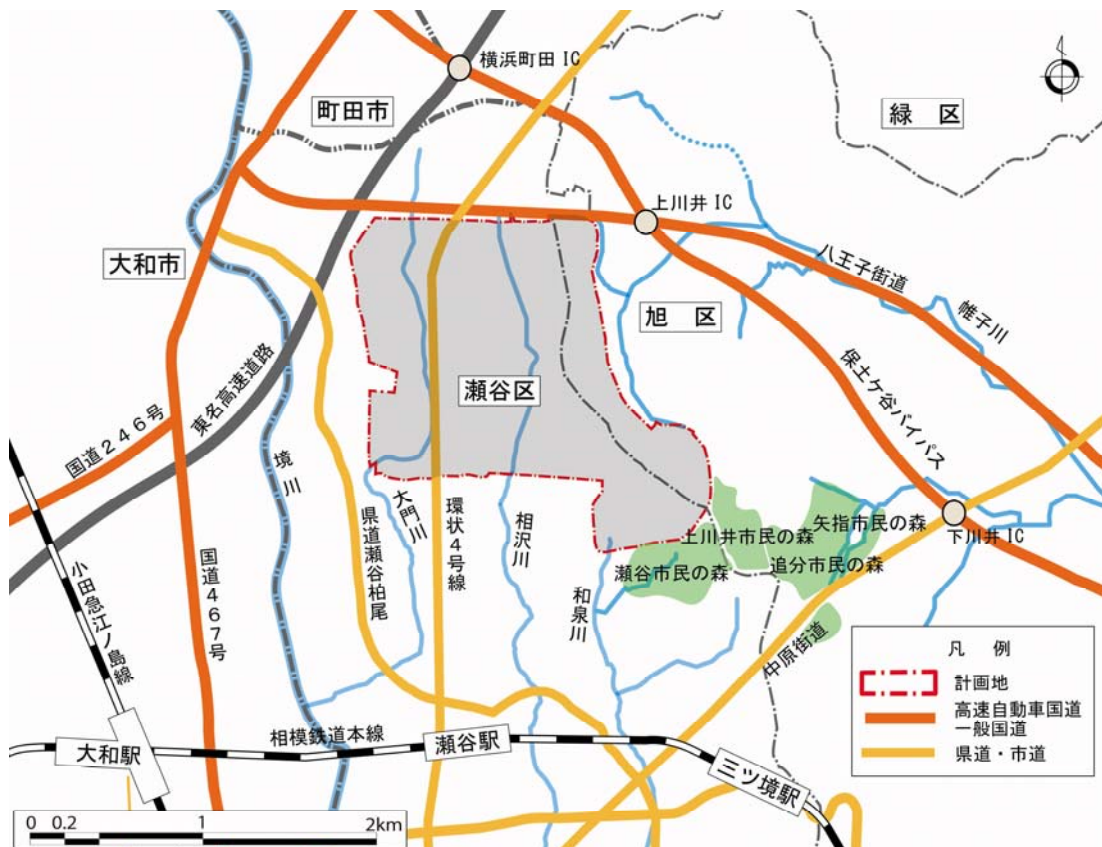 横浜町田 IC
町田市
緑 区
上川井 IC
大和市
八王子街道
旭 区
帷子川
瀬谷区
保土ケ谷バイパス
東名高速道路
国道246号
境川
大門川
県道瀬谷柏尾
環状4号線
相沢川
上川井市民の森
矢指市民の森
下川井 IC
瀬谷市民の森
追分市民の森
小田急江ノ島線
国道467号
和泉川
中原街道
凡 例
計画地
高速自動車国道
一般国道
県道・市道
相模鉄道本線
大和駅
瀬谷駅
三ツ境駅
0 0.2 1 2km